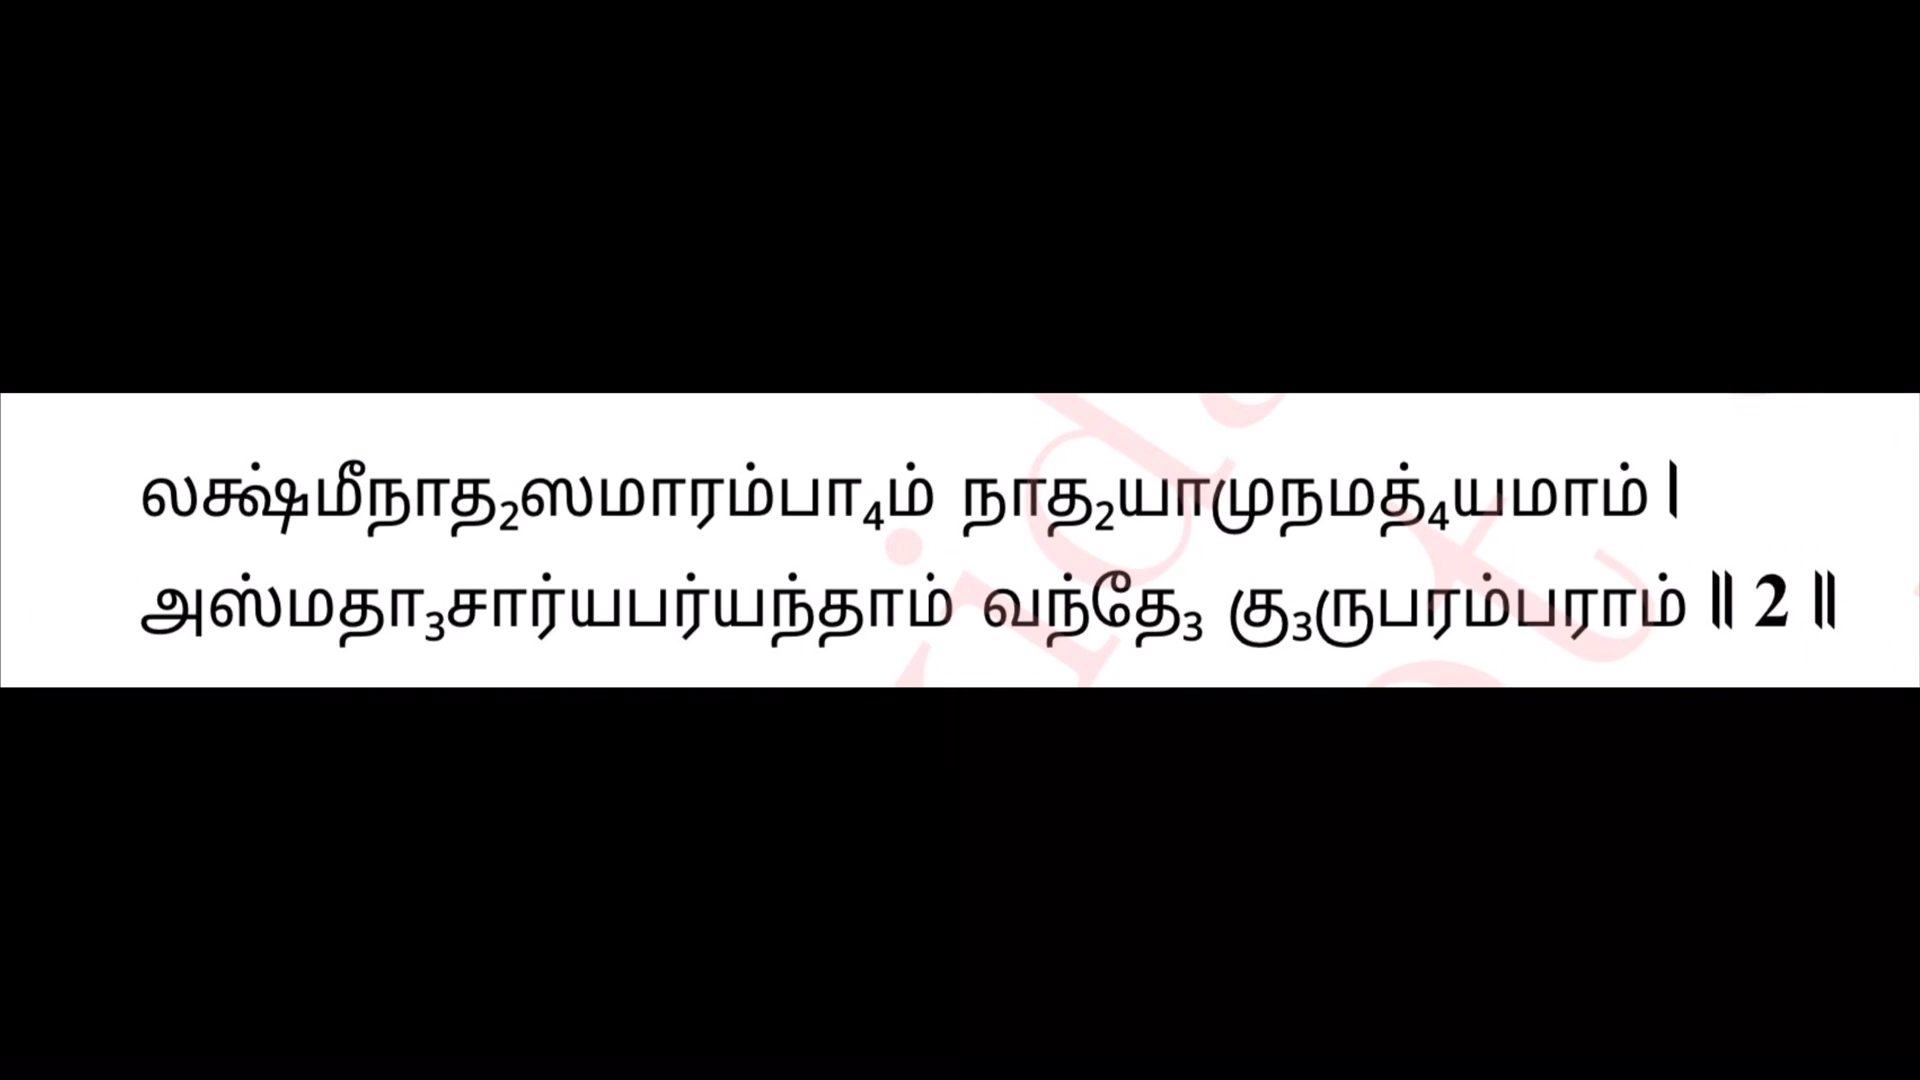 லக்ஷ்மீநாத₂ஸமாரம்பா₄ம் நாத₂யாமுநமத்₄யமாம் ।
அஸ்மதா₃சார்யபர்யந்தாம் வந்தே₃ கு₃ருபரம்பராம் ॥ 2 ॥